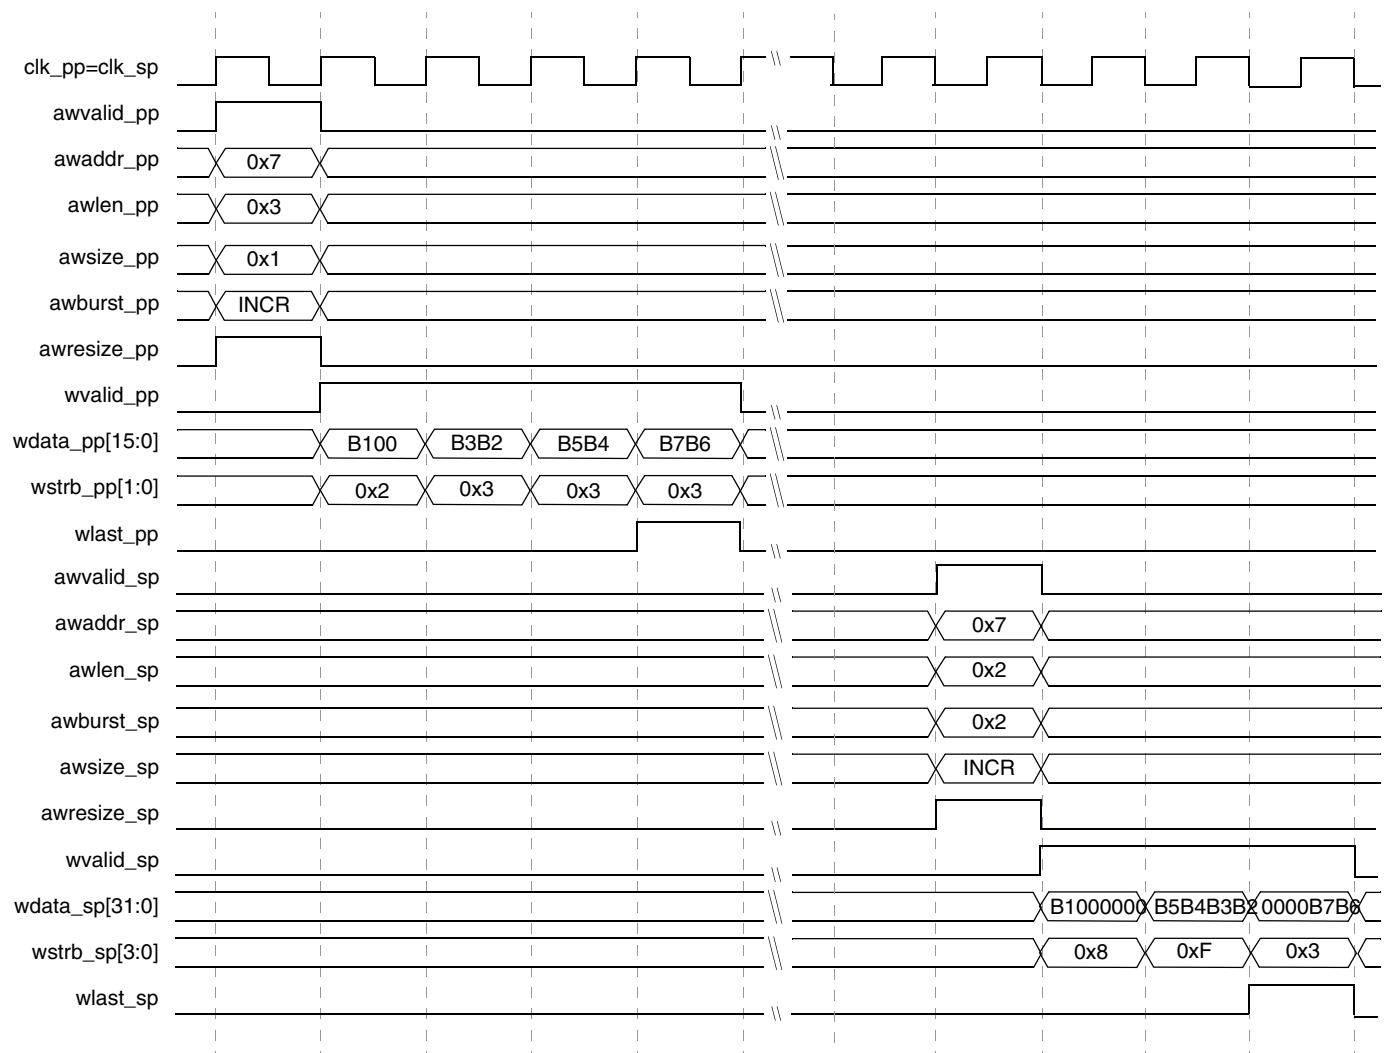 clk_pp=clk_sp
awvalid_pp
awaddr_pp 0x7
awlen_pp 0x3
awsize_pp 0x1
awburst_pp INCR
awresize_pp
wvalid_pp
wdata_pp[15:0] B100 B3B2 B5B4 B7B6
wstrb_pp[1:0] 0x2 0x3 0x3 0x3
wlast_pp
awvalid_sp
awaddr_sp 0x7
awlen_sp 0x2
awburst_sp 0x2
awsize_sp INCR
awresize_sp
wvalid_sp
wdata_sp[31:0] B1000000 B5B4B3B2 0000B7B6
wstrb_sp[3:0] 0x8 0xF 0x3
wlast_sp